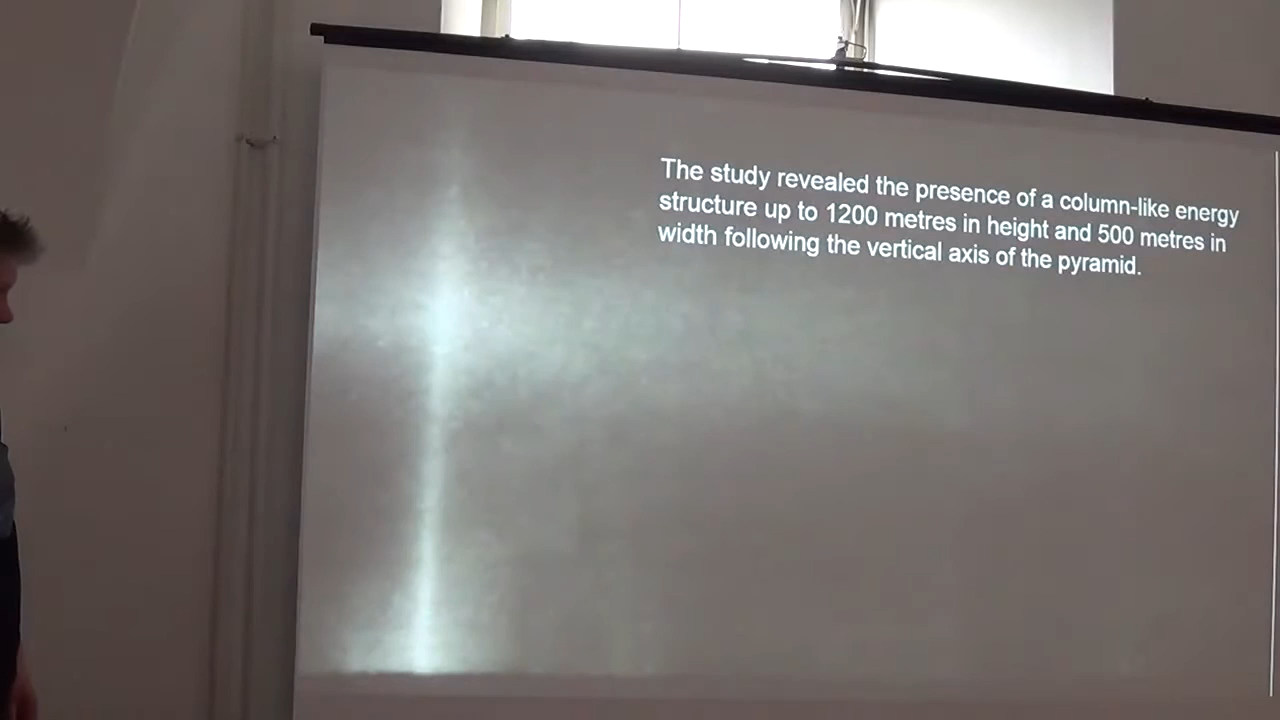 The study revealed the presence of a column-like energy
structure up to 1200 metres in height and 500 metres in
width following the vertical axis of the pyramid.